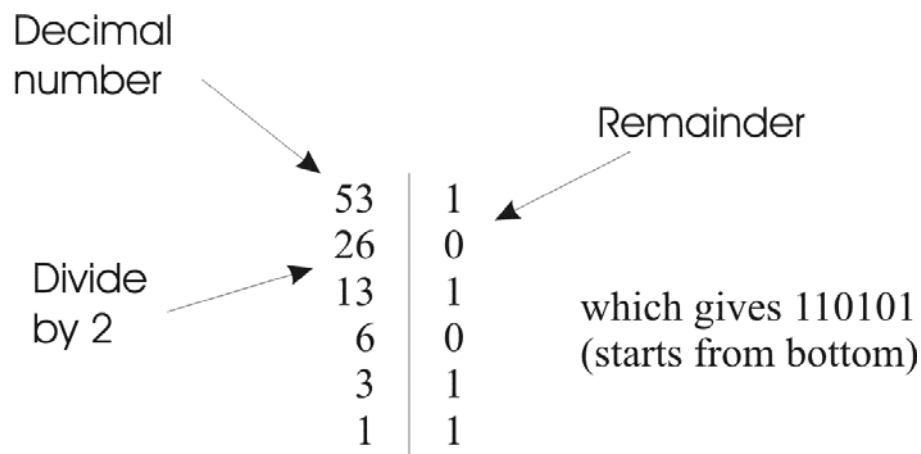 Decimal
number
Remainder
53 1
26 0
Divide
by 2
13 1
6 0
3 1
1 1
which gives 110101
(starts from bottom)